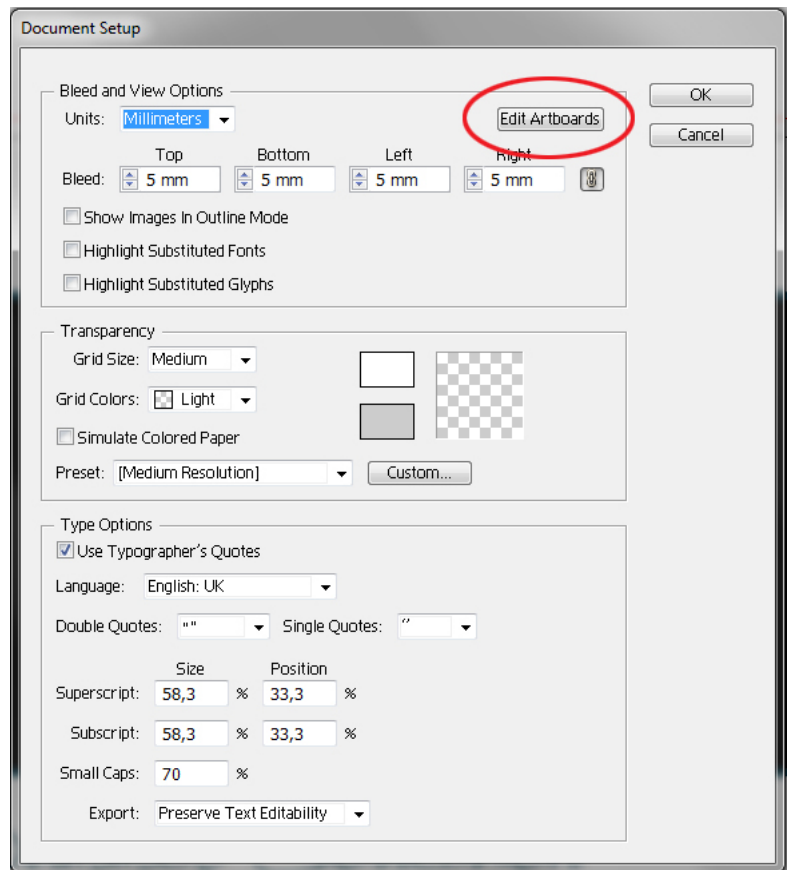 Document Setup
Bleed and View Options
Units: Millimeters Edit Artboards OK
Cancel
Top Bottom Left Right
Bleed: 5 mm 5 mm 5 mm 5 mm
Show Images In Outline Mode
Highlight Substituted Fonts
Highlight Substituted Glyphs
Transparency
Grid Size: Medium
Grid Colors: Light
Simulate Colored Paper
Preset: [Medium Resolution] Custom...
Type Options
Use Typographer's Quotes
Language: English: UK
Double Quotes: "" Single Quotes: ''
Size Position
Superscript: 58,3 % 33,3 %
Subscript: 58,3 % 33,3 %
Small Caps: 70 %
Export: Preserve Text Editability